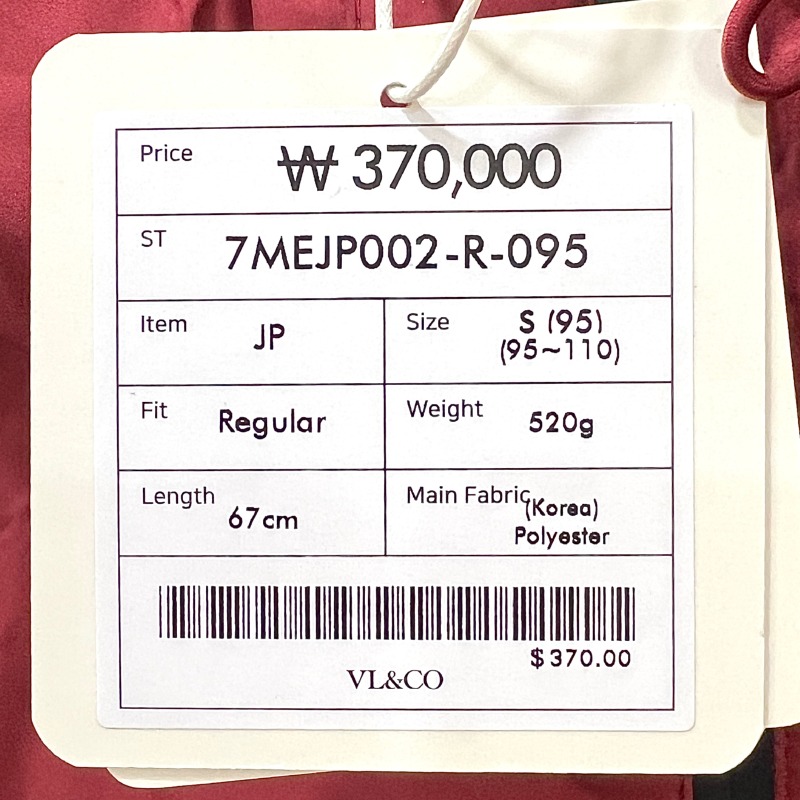 Price ₩ 370,000
ST 7MEJP002-R-095
Item JP
Size S (95)
(95~110)
Fit Regular
Weight 520g
Length 67cm
Main Fabric (Korea)
Polyester
$370.00
VL&CO